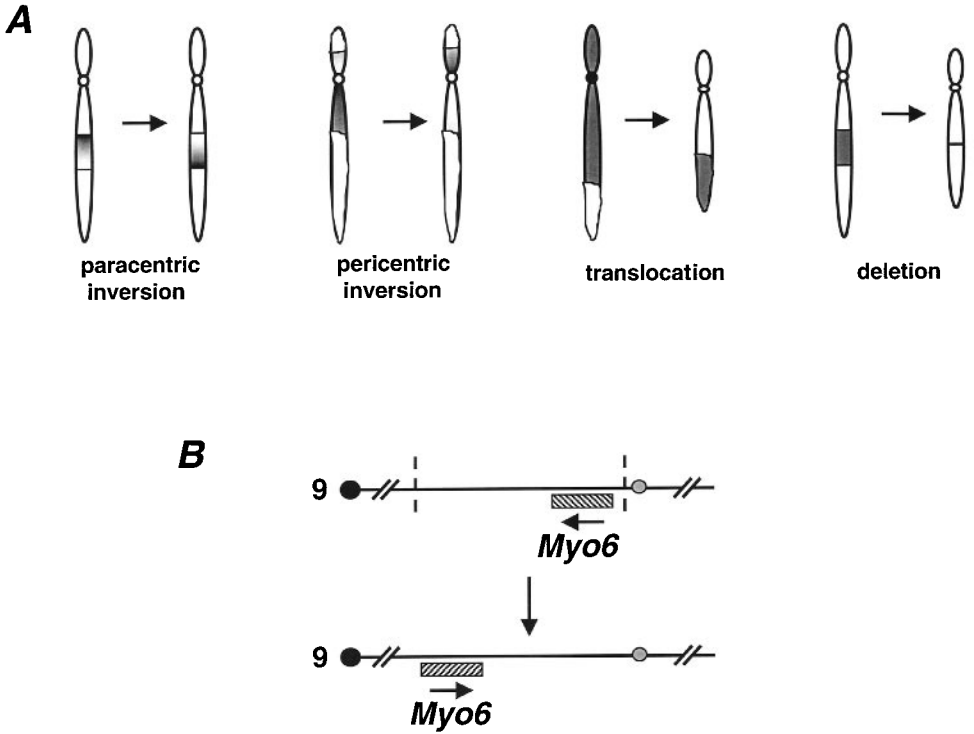 A
paracentric
inversion
pericentric
inversion
translocation
deletion
B
9
Myo6
9
Myo6